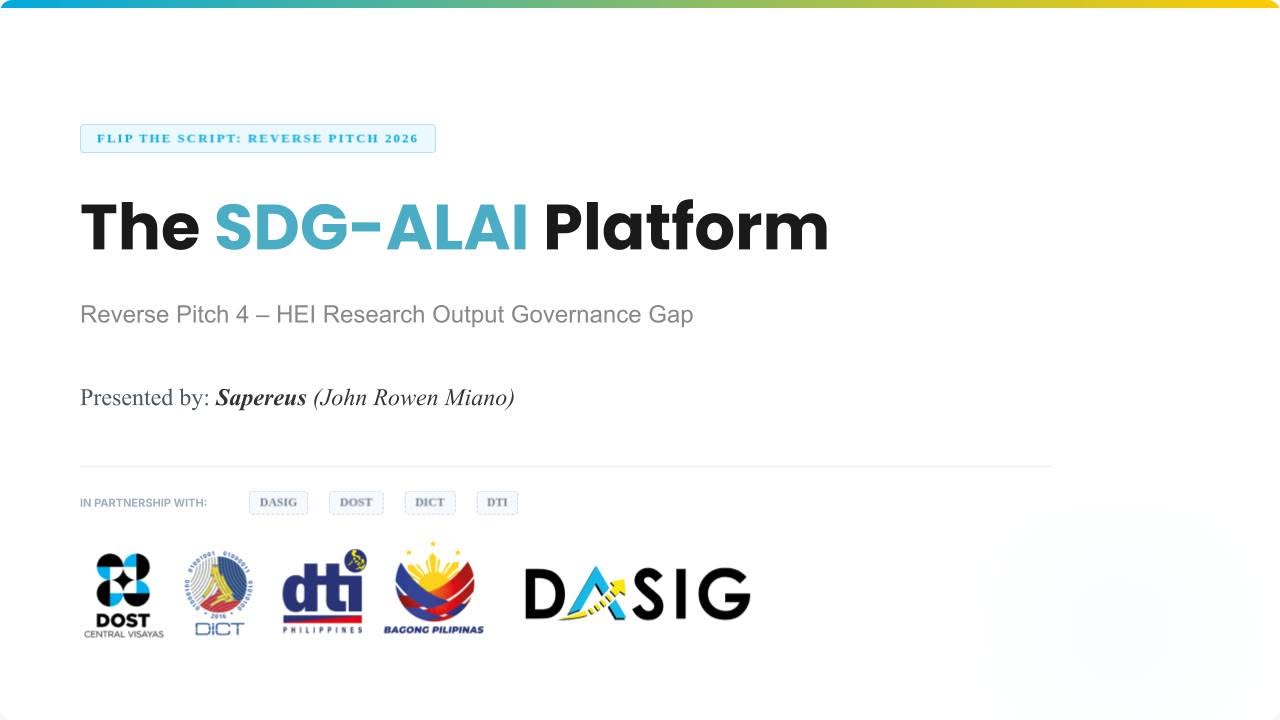 FLIP THE SCRIPT: REVERSE PITCH 2026
The SDG-ALAI Platform
Reverse Pitch 4 – HEI Research Output Governance Gap
Presented by: Sapereus (John Rowen Miano)
IN PARTNERSHIP WITH: DASIG DOST DICT DTI
DOST
CENTRAL VISAYAS
2016
DICT
dti
PHILIPPINES
BAGONG PILIPINAS
DASIG